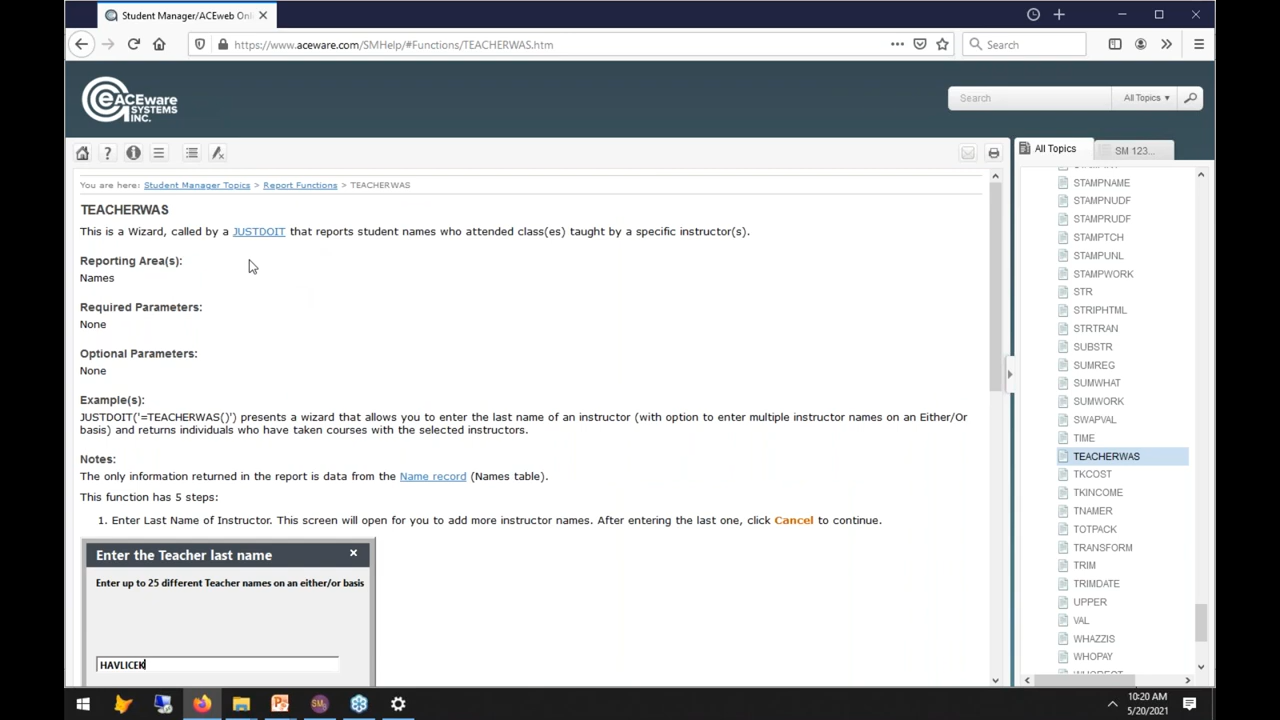 Student Manager/ACEweb Onl
https://www.aceware.com/SMHelp/#Functions/TEACHERWAS.htm
Search
ACEware
SYSTEMS
INC.
Search
All Topics
All Topics
SM 123...
You are here: Student Manager Topics > Report Functions > TEACHERWAS
TEACHERWAS
This is a Wizard, called by a JUSTDOIT that reports student names who attended class(es) taught by a specific instructor(s).
Reporting Area(s):
Names
Required Parameters:
None
Optional Parameters:
None
Example(s):
JUSTDOIT('=TEACHERWAS()') presents a wizard that allows you to enter the last name of an instructor (with option to enter multiple instructor names on an Either/Or
basis) and returns individuals who have taken courses with the selected instructors.
Notes:
The only information returned in the report is data from the Name record (Names table).
This function has 5 steps:
1. Enter Last Name of Instructor. This screen will open for you to add more instructor names. After entering the last one, click Cancel to continue.
Enter the Teacher last name
Enter up to 25 different Teacher names on an either/or basis
HAVLICEK
STAMPNAME
STAMPNUDF
STAMPRUDF
STAMPTCH
STAMPUNL
STAMPWORK
STR
STRIPHTML
STRTRAN
SUBSTR
SUMREG
SUMWHAT
SUMWORK
SWAPVAL
TIME
TEACHERWAS
TKCOST
TKINCOME
TNAMER
TOTPACK
TRANSFORM
TRIM
TRIMDATE
UPPER
VAL
WHAZZIS
WHOPAY
SM
10:20 AM
5/20/2021